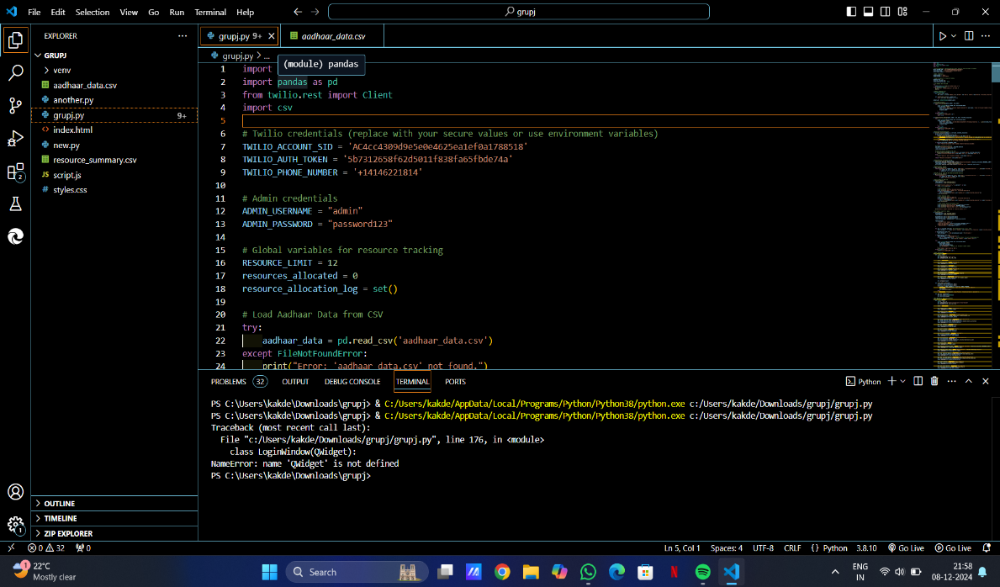 File Edit Selection View Go Run Terminal Help
grupj
EXPLORER
GRUPJ
venv
aadhaar_data.csv
another.py
grupj.py 9+
index.html
new.py
resource_summary.csv
script.js
styles.css
OUTLINE
TIMELINE
ZIP EXPLORER
grupj.py 9+ aadhaar_data.csv
grupj.py > ...
(module) pandas
1 import
2 import pandas as pd
3 from twilio.rest import Client
4 import csv
5
6 # Twilio credentials (replace with your secure values or use environment variables)
7 TWILIO_ACCOUNT_SID = 'AC4cc4309d9e5e0e4625ea1ef0a1788518'
8 TWILIO_AUTH_TOKEN = '5b7312658f62d5011f838fa65fbde74a'
9 TWILIO_PHONE_NUMBER = '+14146221814'
10
11 # Admin credentials
12 ADMIN_USERNAME = "admin"
13 ADMIN_PASSWORD = "password123"
14
15 # Global variables for resource tracking
16 RESOURCE_LIMIT = 12
17 resources_allocated = 0
18 resource_allocation_log = set()
19
20 # Load Aadhaar Data from CSV
21 try:
22 aadhaar_data = pd.read_csv('aadhaar_data.csv')
23 except FileNotFoundError:
24 print("Error: 'aadhaar_data.csv' not found.")
PROBLEMS 32 OUTPUT DEBUG CONSOLE TERMINAL PORTS
Python
PS C:\Users\kakde\Downloads\grupj> & C:/Users/kakde/AppData/Local/Programs/Python/Python38/python.exe c:/Users/kakde/Downloads/grupj/grupj.py
PS C:\Users\kakde\Downloads\grupj> & C:/Users/kakde/AppData/Local/Programs/Python/Python38/python.exe c:/Users/kakde/Downloads/grupj/grupj.py
Traceback (most recent call last):
File "c:/Users/kakde/Downloads/grupj/grupj.py", line 176, in <module>
class LoginWindow(QWidget):
NameError: name 'QWidget' is not defined
PS C:\Users\kakde\Downloads\grupj>
0 32 0
Ln 5, Col 1 Spaces: 4 UTF-8 CRLF {} Python 3.8.10 Go Live Go Live
1
22°C
Mostly clear
Search
ENG
IN
21:58
08-12-2024